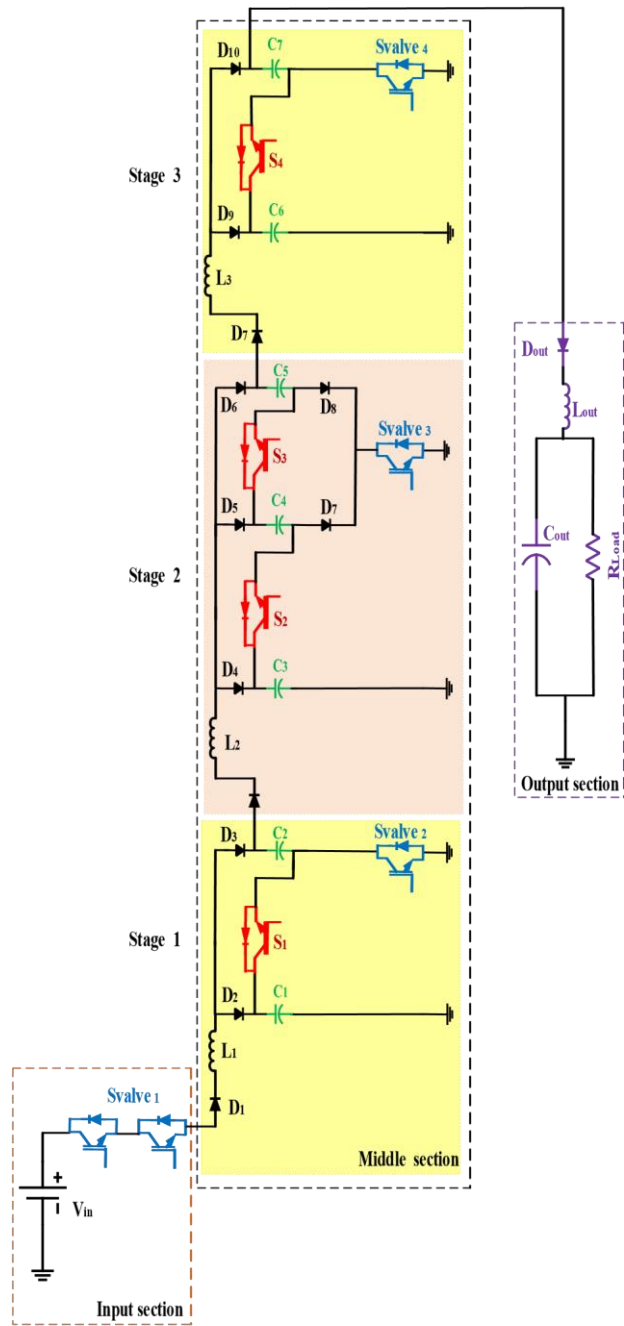 D10
C7
Svalve 4
S4
Stage 3
D9
C6
L3
D7
C5
D6
D8
Svalve 3
S3
D5
C4
D7
Stage 2
S2
D4
C3
L2
Dout
Lout
Cout
RLoad
Output section
D3
C2
Svalve 2
Stage 1
S1
D2
C1
L1
D1
Middle section
Svalve 1
+
Vin
Input section